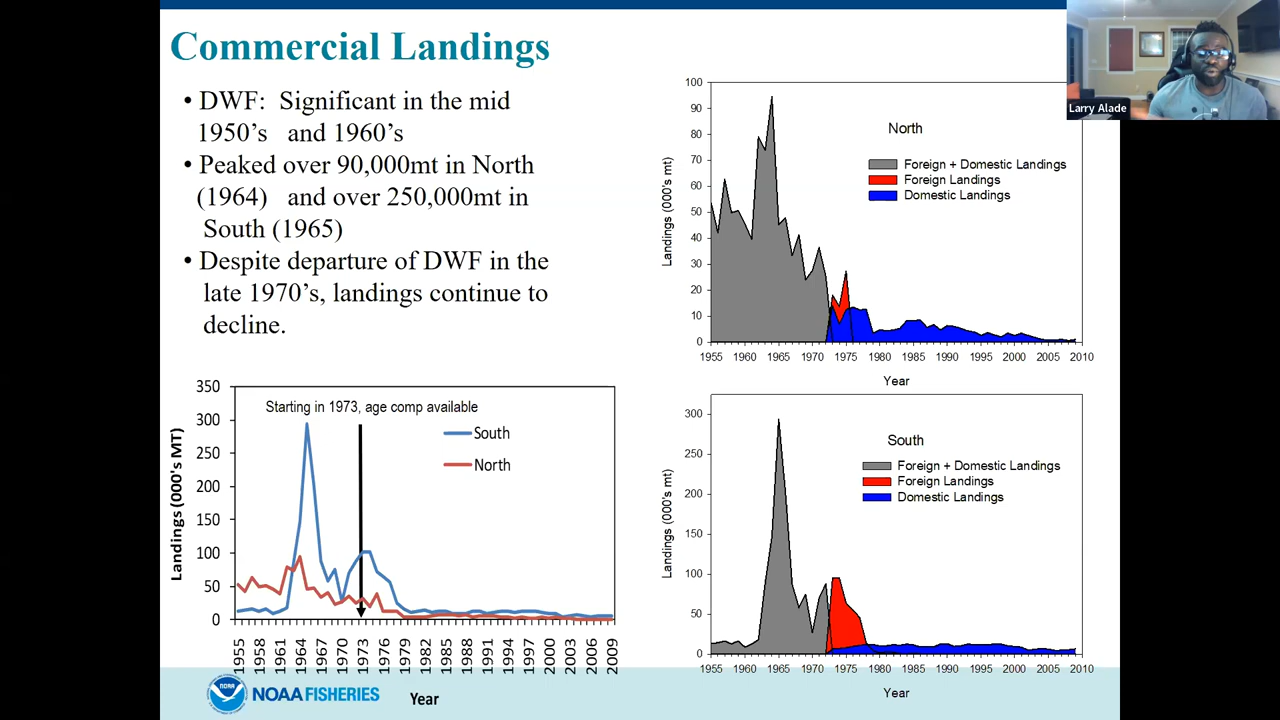 Commercial Landings
• DWF: Significant in the mid
1950’s and 1960’s
• Peaked over 90,000mt in North
(1964) and over 250,000mt in
South (1965)
• Despite departure of DWF in the
late 1970’s, landings continue to
decline.
Larry Alade
100
90
80
70
60
50
40
30
20
10
0
Landings (000's mt)
North
Foreign + Domestic Landings
Foreign Landings
Domestic Landings
1955 1960 1965 1970 1975 1980 1985 1990 1995 2000 2005 2010
Year
350
300
250
200
150
100
50
0
Landings (000's MT)
Starting in 1973, age comp available
South
North
1955 1958 1961 1964 1967 1970 1973 1976 1979 1982 1985 1988 1991 1994 1997 2000 2003 2006 2009
Year
300
250
200
150
100
50
0
Landings (000's mt)
South
Foreign + Domestic Landings
Foreign Landings
Domestic Landings
1955 1960 1965 1970 1975 1980 1985 1990 1995 2000 2005 2010
Year
NOAA
NOAA FISHERIES